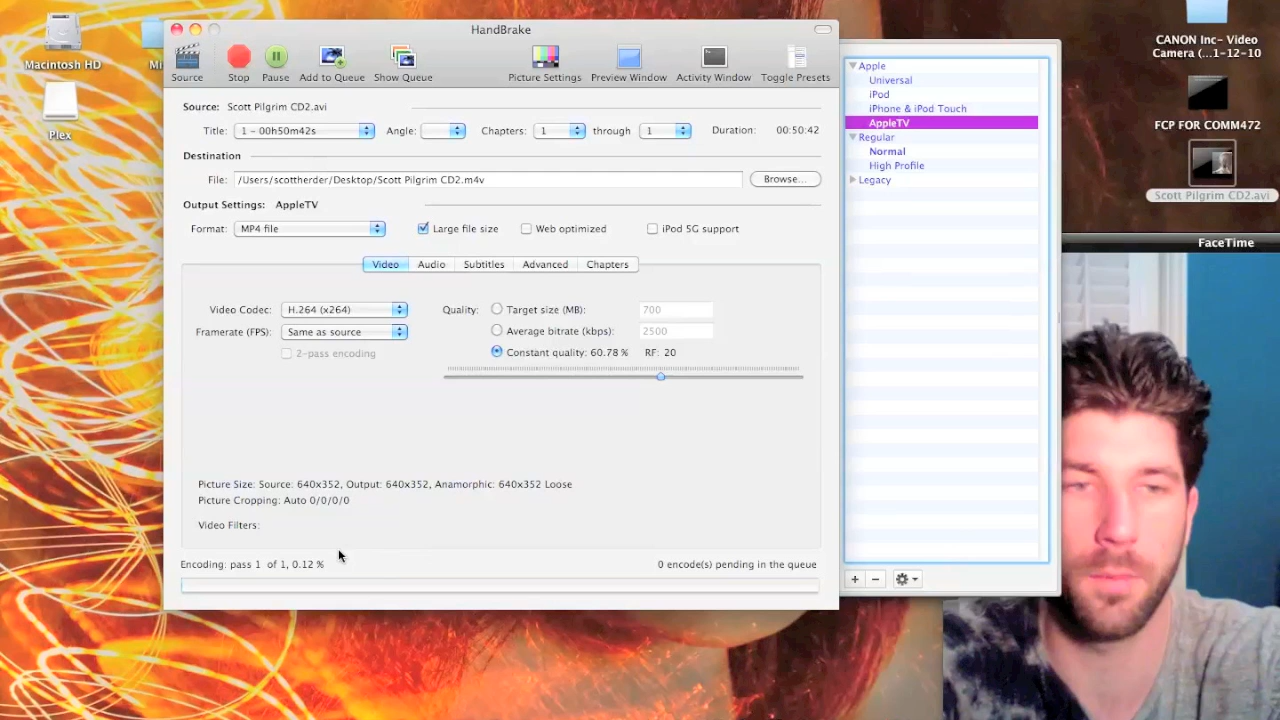 HandBrake
Macintosh HD
Mi
Plex
Source
Stop
Pause
Add to Queue
Show Queue
Picture Settings
Preview Window
Activity Window
Toggle Presets
Source: Scott Pilgrim CD2.avi
Title: 1 - 00h50m42s
Angle:
Chapters: 1 through 1
Duration: 00:50:42
Destination
File: /Users/scottherder/Desktop/Scott Pilgrim CD2.m4v
Browse...
Output Settings: AppleTV
Format: MP4 file
Large file size
Web optimized
iPod 5G support
Video
Audio
Subtitles
Advanced
Chapters
Video Codec: H.264 (x264)
Framerate (FPS): Same as source
2-pass encoding
Quality: Target size (MB): 700
Average bitrate (kbps): 2500
Constant quality: 60.78 % RF: 20
Picture Size: Source: 640x352, Output: 640x352, Anamorphic: 640x352 Loose
Picture Cropping: Auto 0/0/0/0
Video Filters:
Encoding: pass 1 of 1, 0.12 %
0 encode(s) pending in the queue
Apple
Universal
iPod
iPhone & iPod Touch
AppleTV
Regular
Normal
High Profile
Legacy
CANON Inc- Video
Camera (...1-12-10
FCP FOR COMM472
Scott Pilgrim CD2.avi
FaceTime